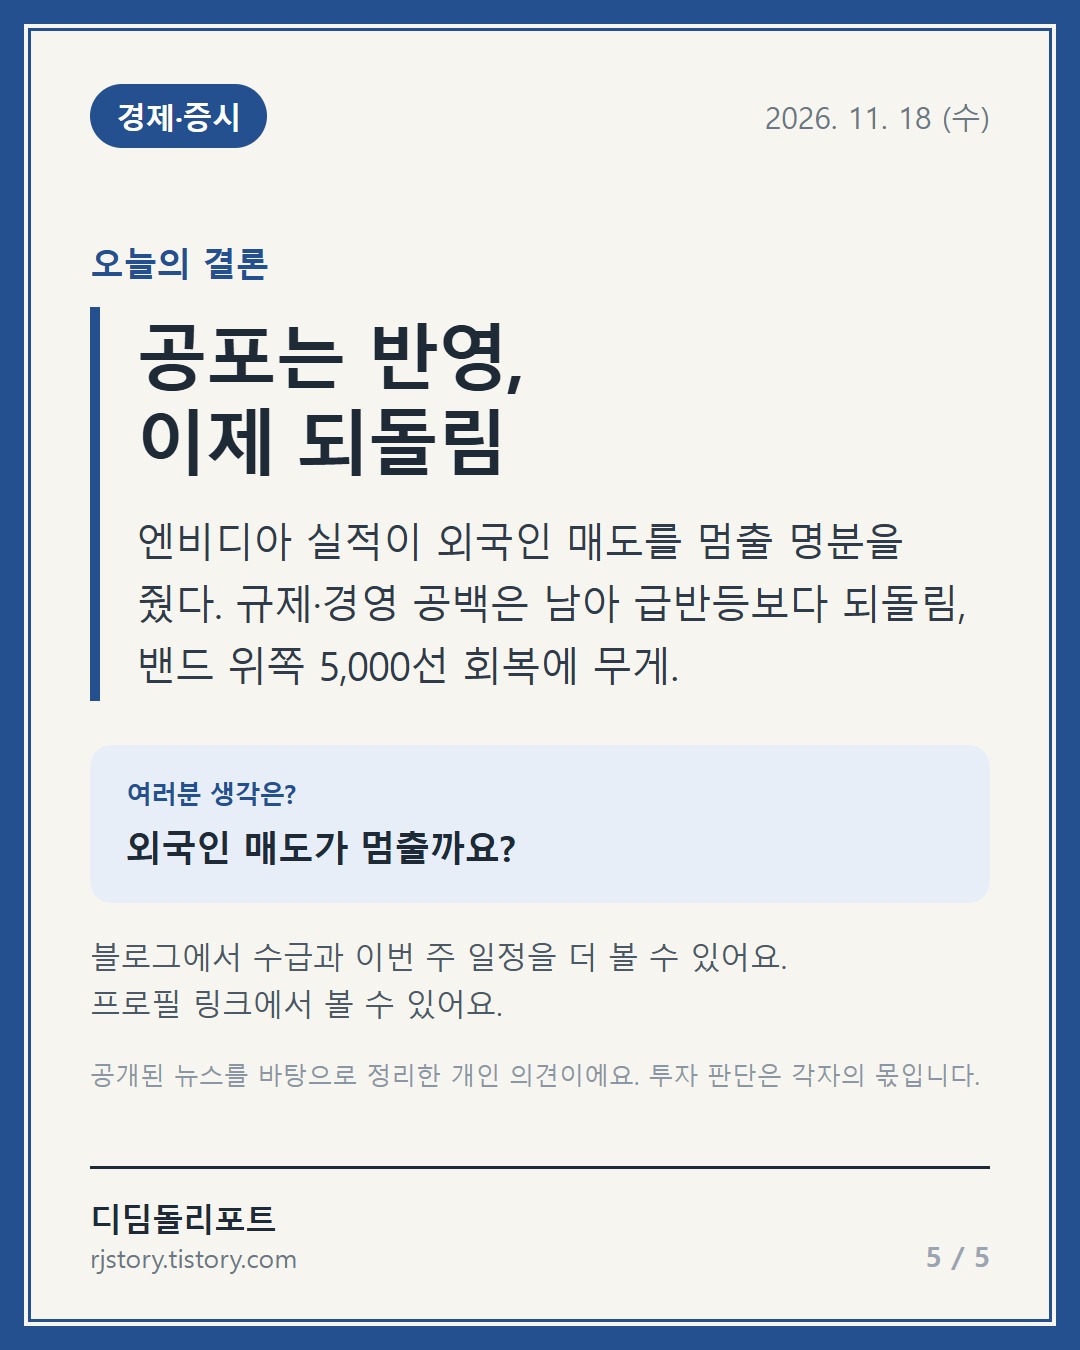 경제·증시
2026. 11. 18 (수)
오늘의 결론
공포는 반영,
이제 되돌림
엔비디아 실적이 외국인 매도를 멈출 명분을
줬다. 규제·경영 공백은 남아 급반등보다 되돌림,
밴드 위쪽 5,000선 회복에 무게.
여러분 생각은?
외국인 매도가 멈출까요?
블로그에서 수급과 이번 주 일정을 더 볼 수 있어요.
프로필 링크에서 볼 수 있어요.
공개된 뉴스를 바탕으로 정리한 개인 의견이에요. 투자 판단은 각자의 몫입니다.
디딤돌리포트
rjstory.tistory.com
5 / 5